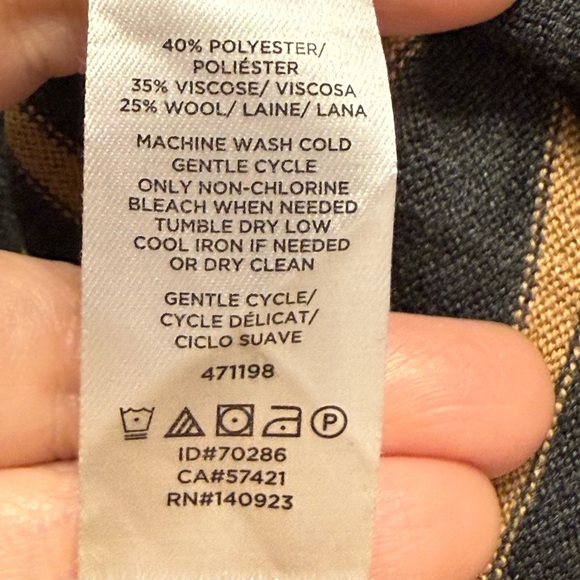 40% POLYESTER/
POLIÉSTER
35% VISCOSE/ VISCOSA
25% WOOL/ LAINE/ LANA
MACHINE WASH COLD
GENTLE CYCLE
ONLY NON-CHLORINE
BLEACH WHEN NEEDED
TUMBLE DRY LOW
COOL IRON IF NEEDED
OR DRY CLEAN
GENTLE CYCLE/
CYCLE DÉLICAT/
CICLO SUAVE
471198
P
ID#70286
CA#57421
RN#140923